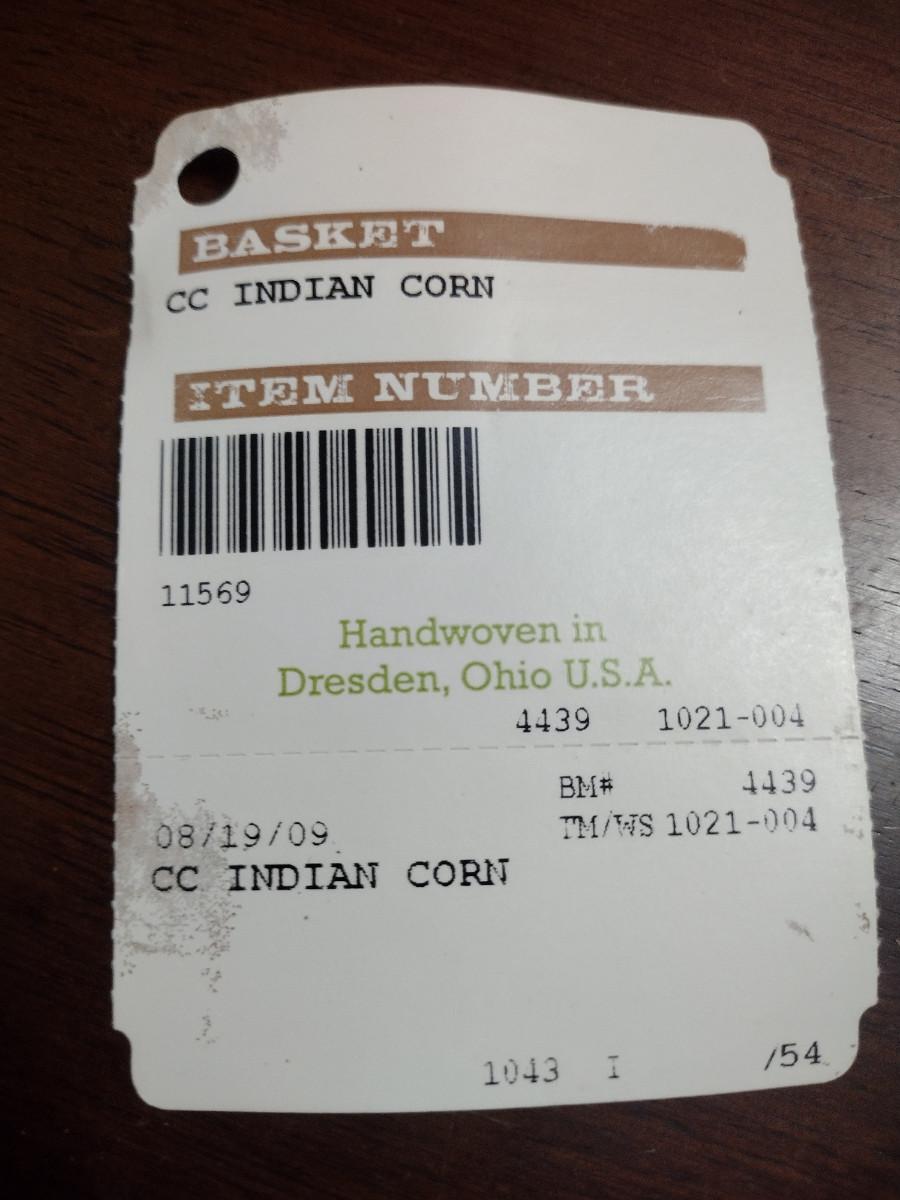 BASKET
CC INDIAN CORN
ITEM NUMBER
11569
Handwoven in
Dresden, Ohio U.S.A.
4439 1021-004
BM# 4439
08/19/09 TM/WS 1021-004
CC INDIAN CORN
1043 I /54